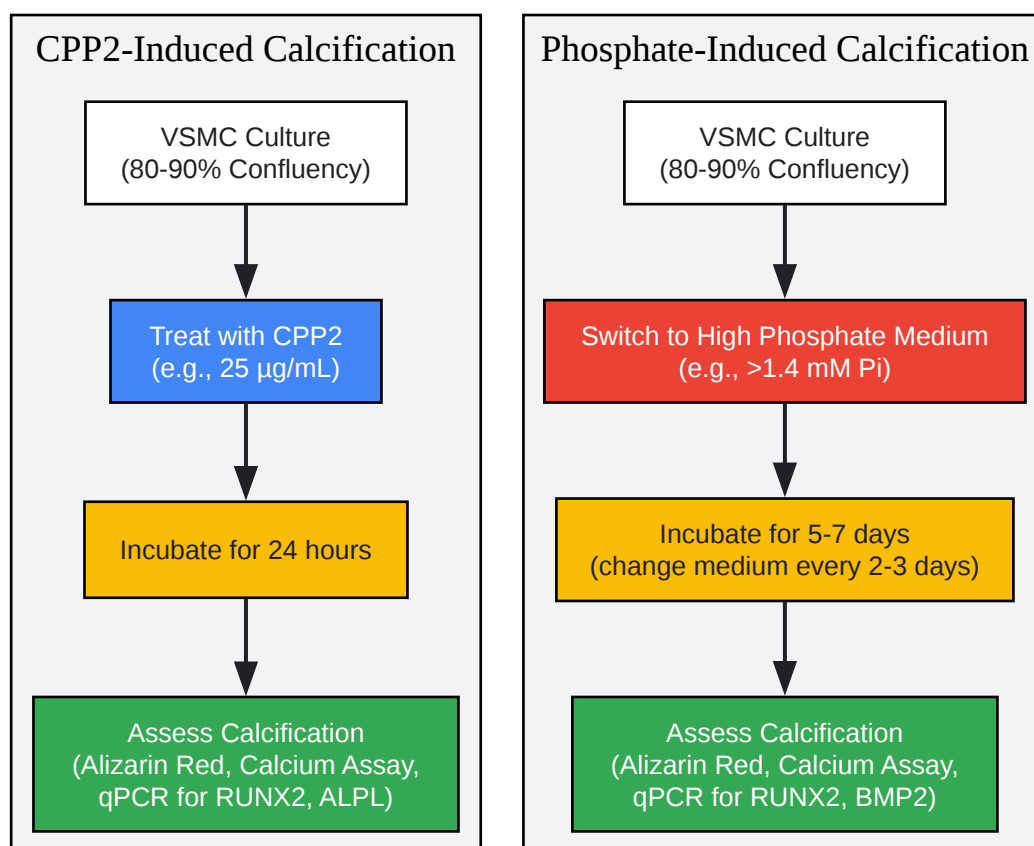 CPP2-Induced Calcification
VSMC Culture
(80-90% Confluency)
Treat with CPP2
(e.g., 25 µg/mL)
Incubate for 24 hours
Assess Calcification
(Alizarin Red, Calcium Assay,
qPCR for RUNX2, ALPL)
Phosphate-Induced Calcification
VSMC Culture
(80-90% Confluency)
Switch to High Phosphate Medium
(e.g., >1.4 mM Pi)
Incubate for 5-7 days
(change medium every 2-3 days)
Assess Calcification
(Alizarin Red, Calcium Assay,
qPCR for RUNX2, BMP2)